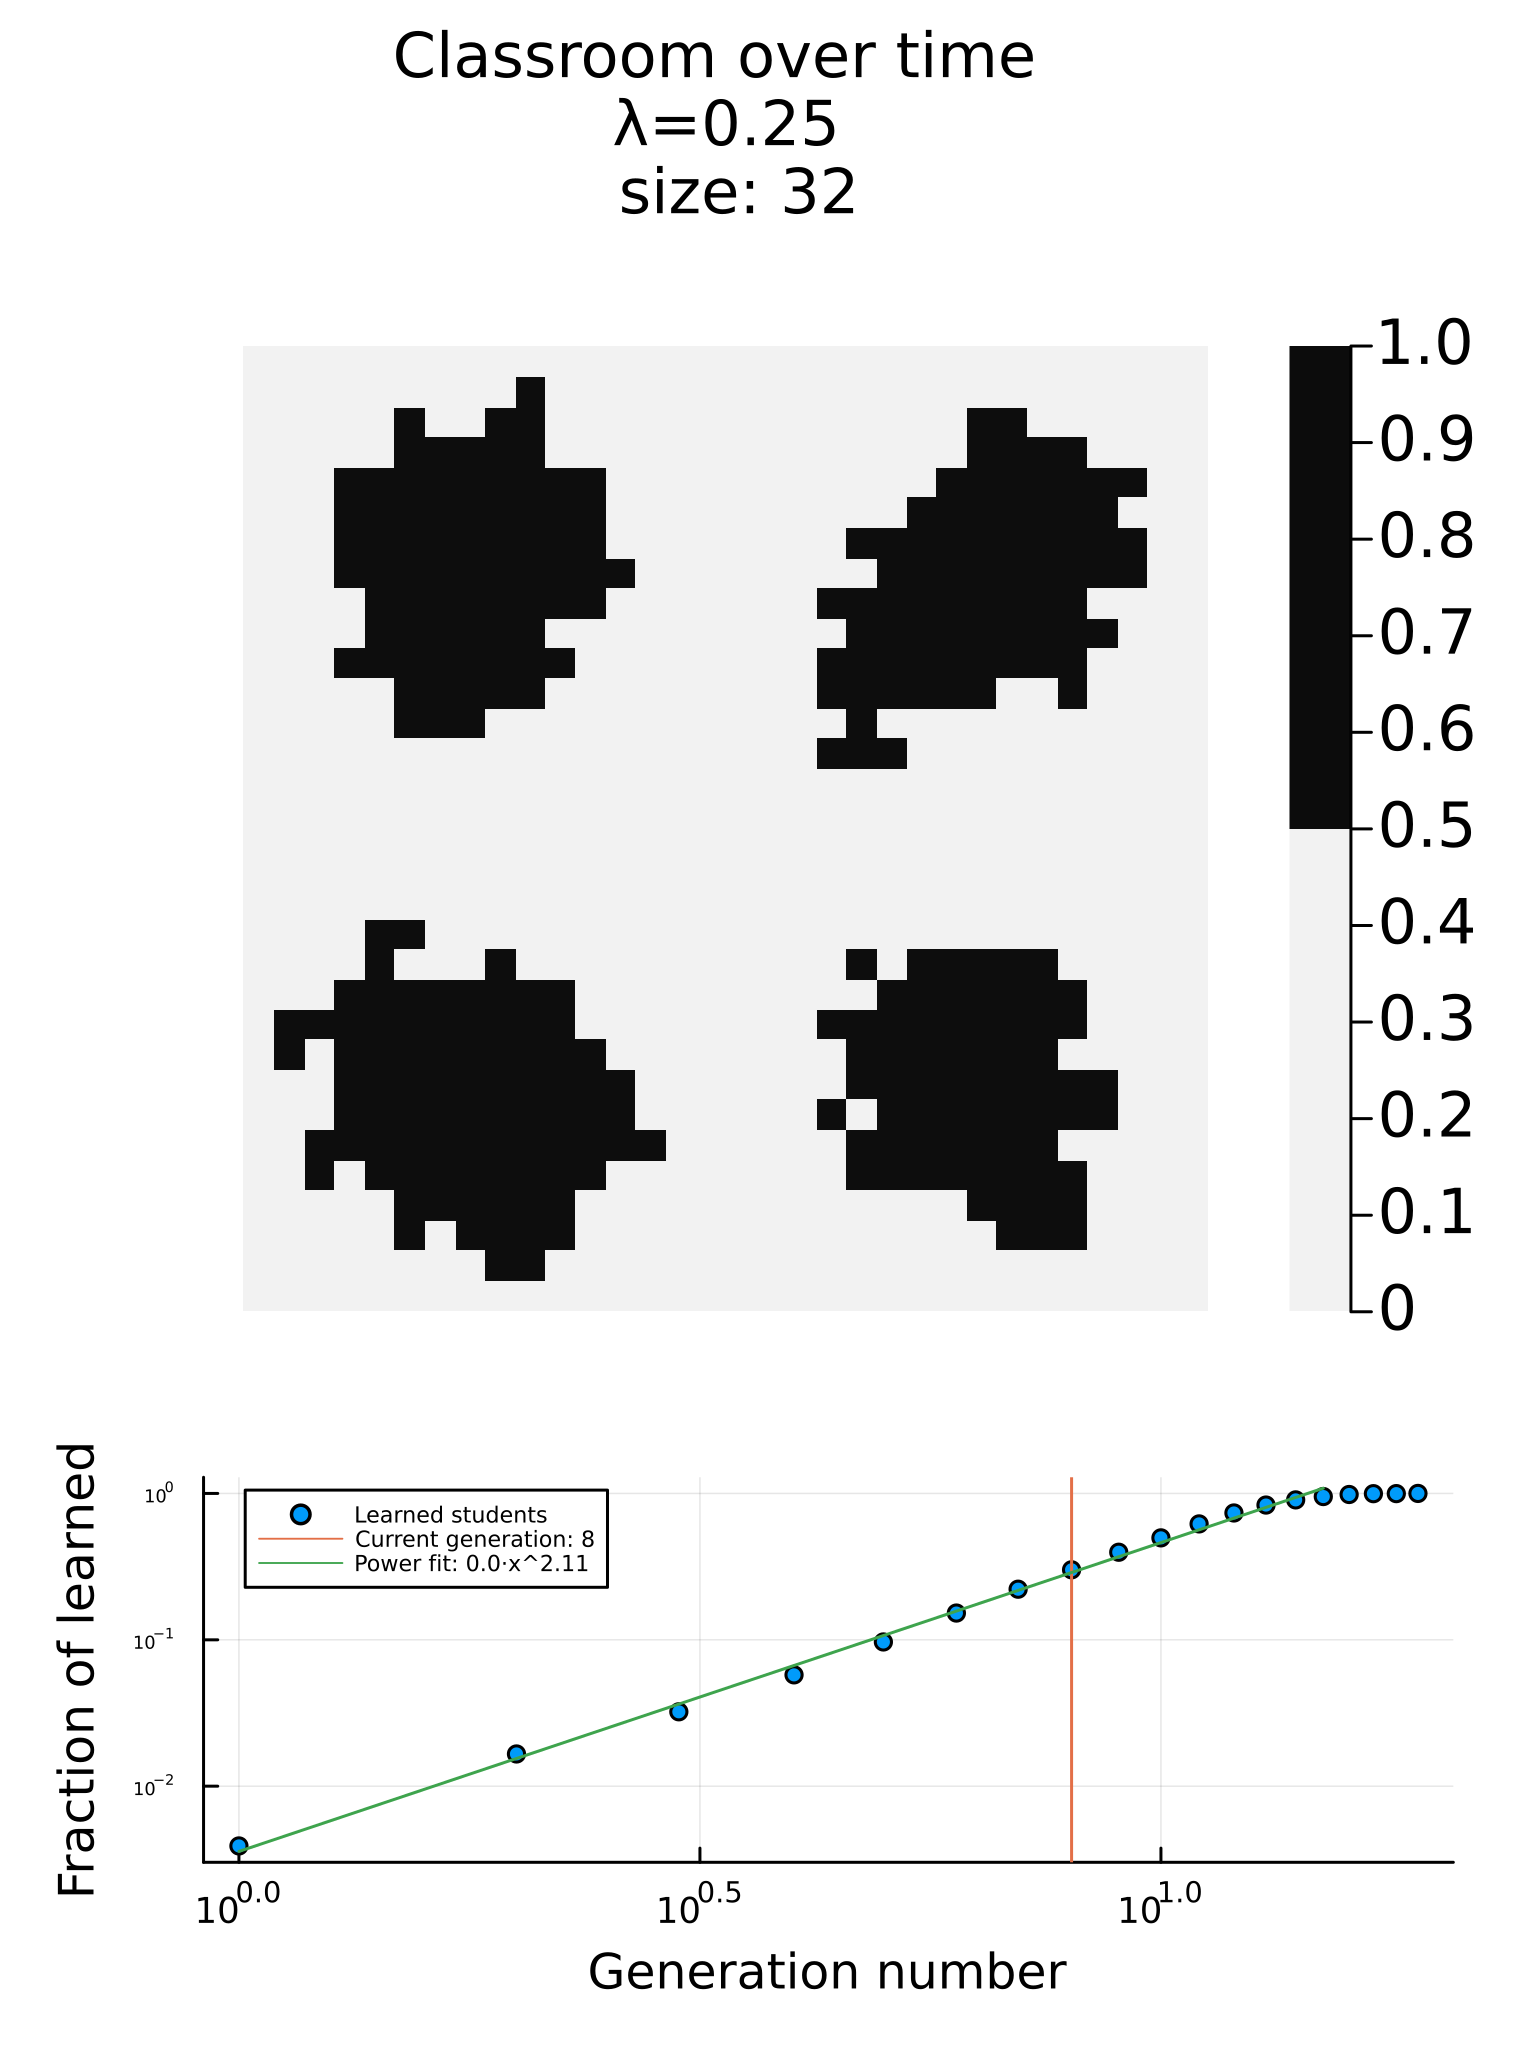 Classroom over time
λ=0.25
size: 32
1.0
0.9
0.8
0.7
0.6
0.5
0.4
0.3
0.2
0.1
0
Fraction of learned
10⁰
10⁻¹
10⁻²
Learned students
Current generation: 8
Power fit: 0.0·x^2.11
10^0.0
10^0.5
10^1.0
Generation number